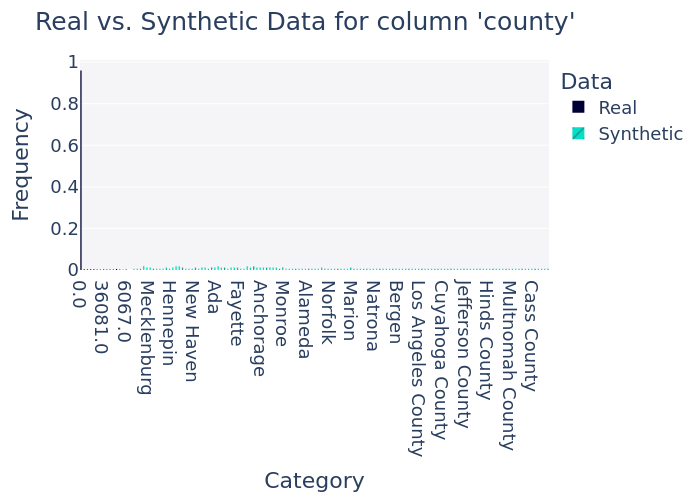 Real vs. Synthetic Data for column 'county'
Frequency
1
0.8
0.6
0.4
0.2
0
0.0
36081.0
6067.0
Mecklenburg
Hennepin
New Haven
Ada
Fayette
Anchorage
Monroe
Alameda
Norfolk
Marion
Natrona
Bergen
Los Angeles County
Cuyahoga County
Jefferson County
Hinds County
Multnomah County
Cass County
Category
Data
Real
Synthetic